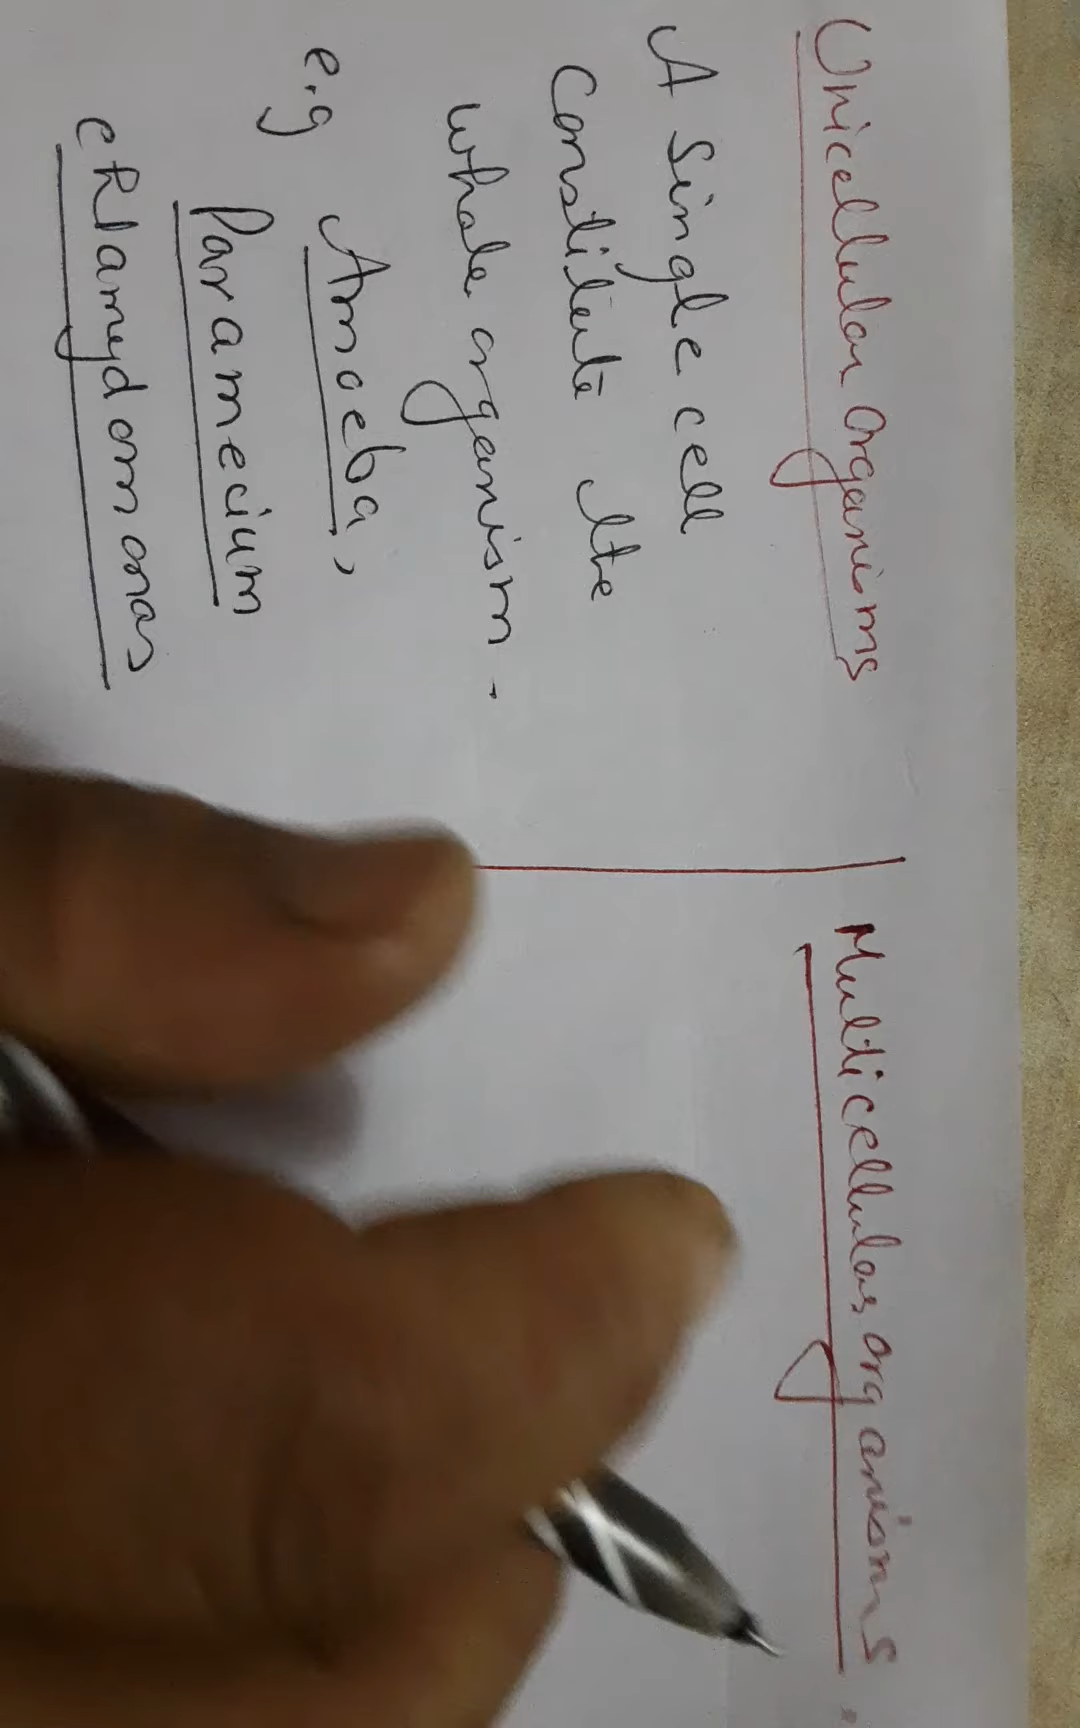 Unicellular organisms
A single cell
Constitute the
whole organism.
e.g Amoeba,
Paramecium
chlamydomonas
Multicellular organisms